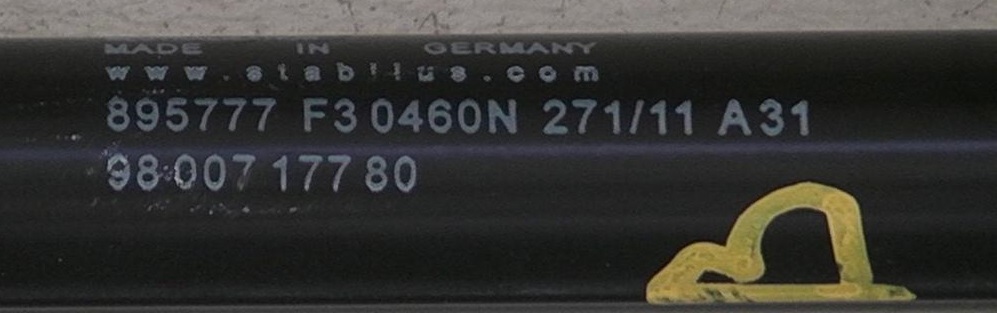 MADE IN GERMANY
www.stabilus.com
895777 F3 0460N 271/11 A31
98 007 177 80